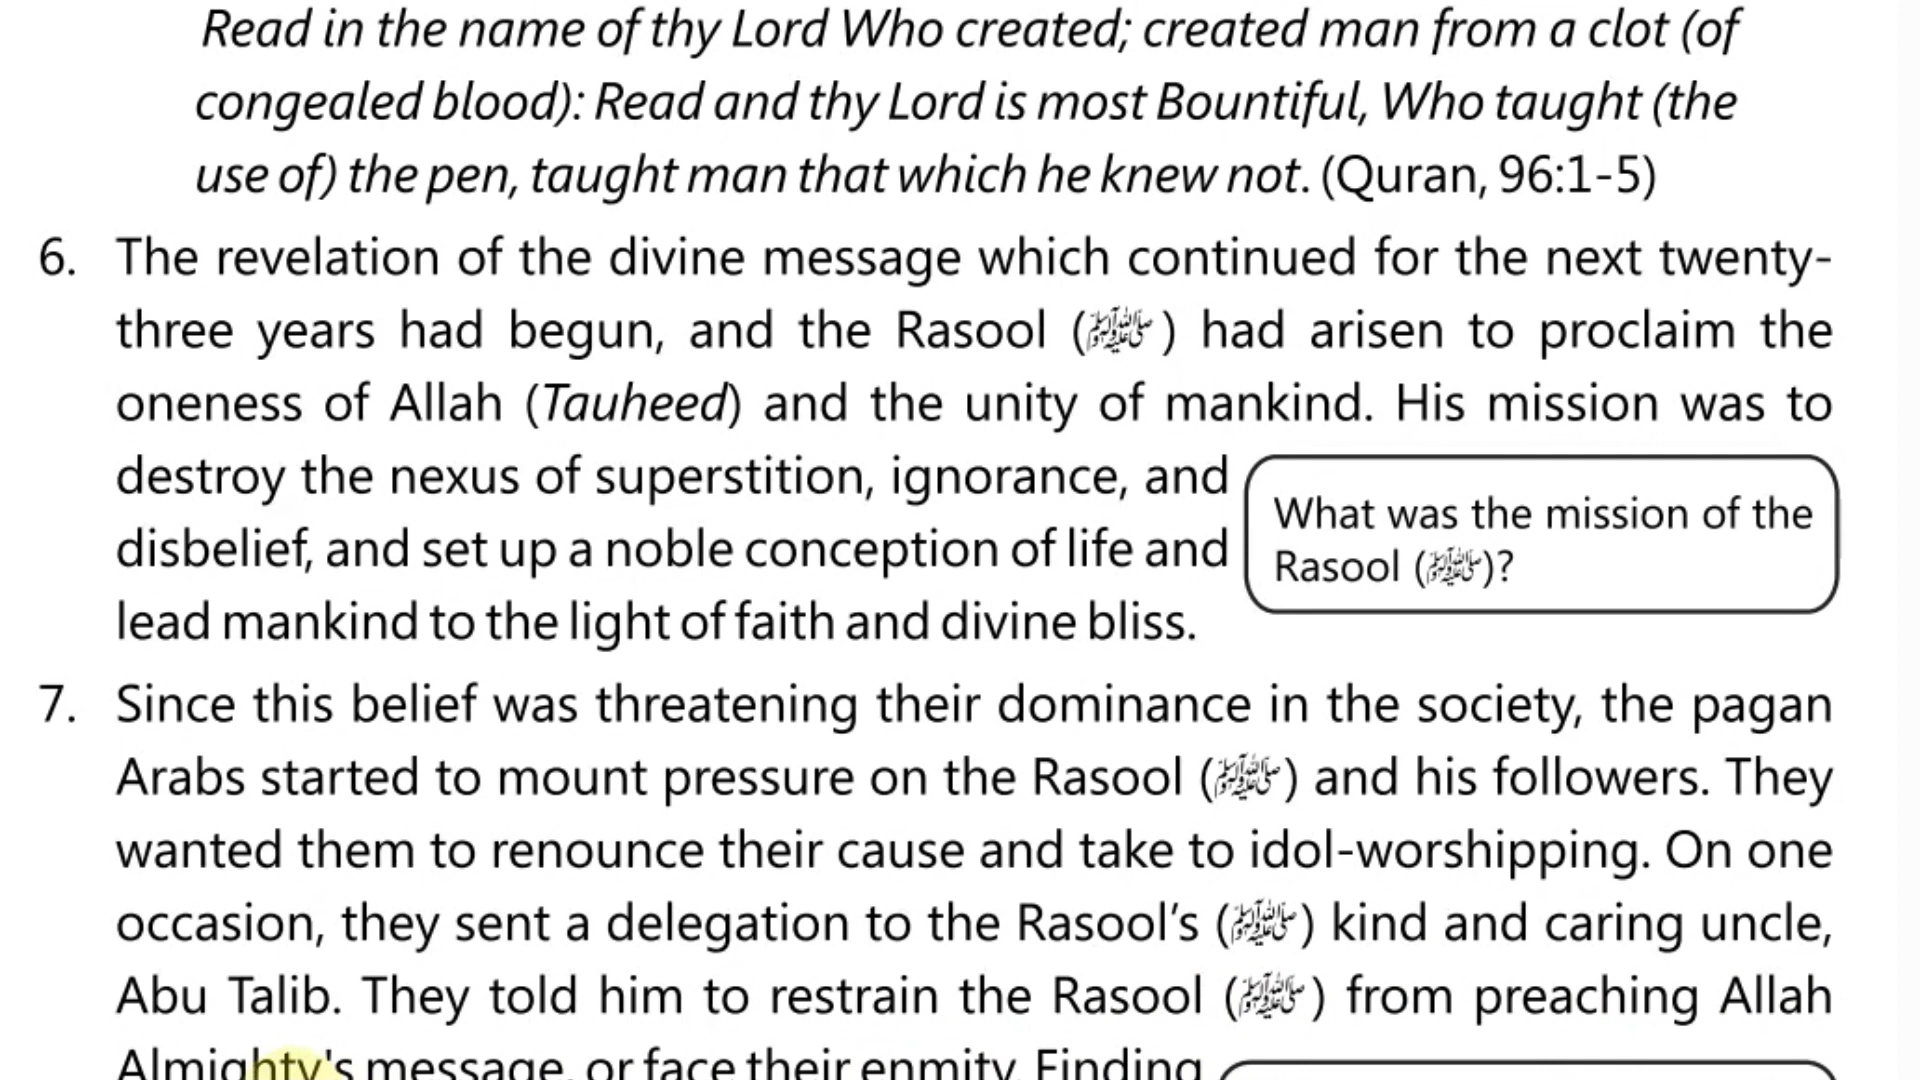 Read in the name of thy Lord Who created; created man from a clot (of
congealed blood): Read and thy Lord is most Bountiful, Who taught (the
use of) the pen, taught man that which he knew not. (Quran, 96:1-5)
6. The revelation of the divine message which continued for the next twenty-
three years had begun, and the Rasool (ﷺ) had arisen to proclaim the
oneness of Allah (Tauheed) and the unity of mankind. His mission was to
destroy the nexus of superstition, ignorance, and
disbelief, and set up a noble conception of life and
lead mankind to the light of faith and divine bliss.
What was the mission of the
Rasool (ﷺ)?
7. Since this belief was threatening their dominance in the society, the pagan
Arabs started to mount pressure on the Rasool (ﷺ) and his followers. They
wanted them to renounce their cause and take to idol-worshipping. On one
occasion, they sent a delegation to the Rasool’s (ﷺ) kind and caring uncle,
Abu Talib. They told him to restrain the Rasool (ﷺ) from preaching Allah
Almighty's message, or face their enmity. Finding